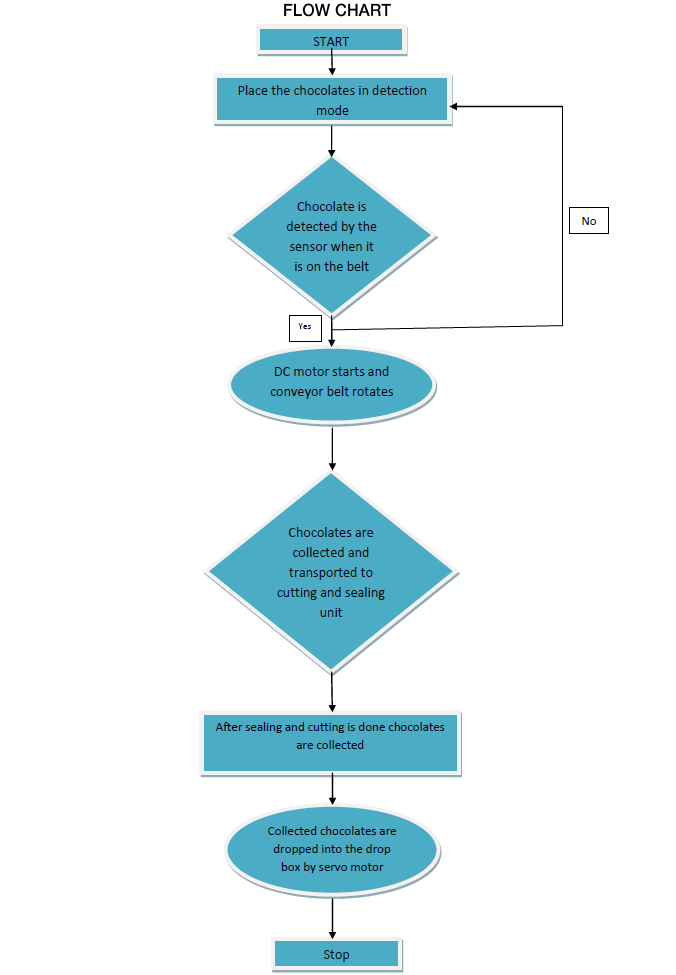 FLOW CHART
START
Place the chocolates in detection
mode
Chocolate is
detected by the
sensor when it
is on the belt
No
Yes
DC motor starts and
conveyor belt rotates
Chocolates are
collected and
transported to
cutting and sealing
unit
After sealing and cutting is done chocolates
are collected
Collected chocolates are
dropped into the drop
box by servo motor
Stop